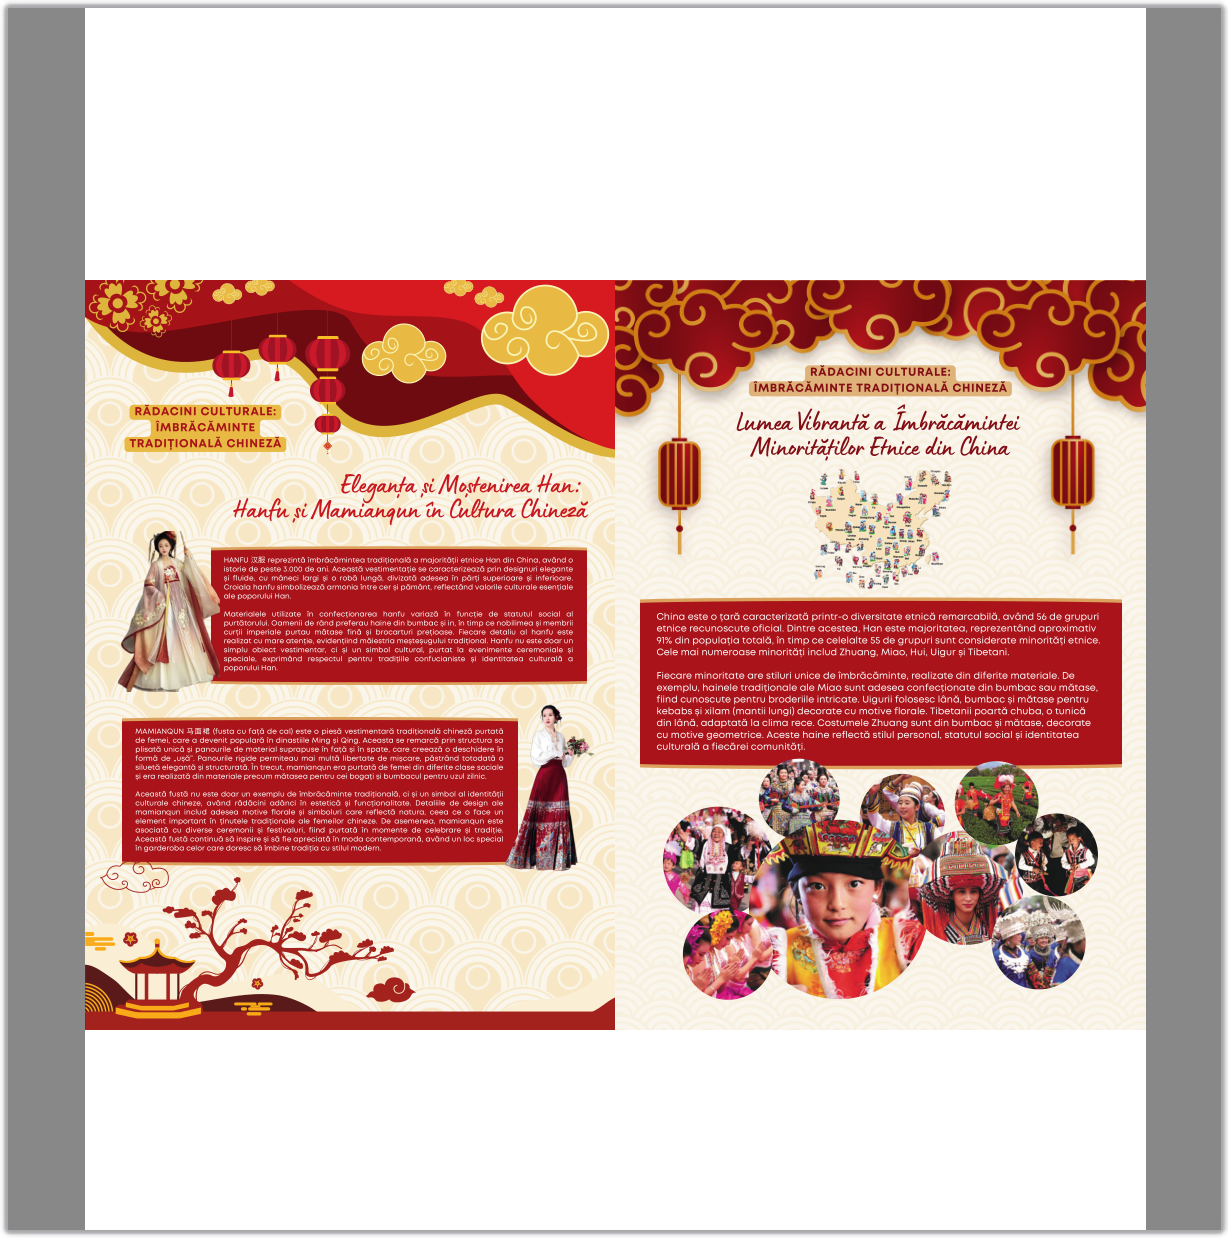 RĂDACINI CULTURALE:
ÎMBRĂCĂMINTE
TRADIȚIONALĂ CHINEZĂ
Eleganța și Moștenirea Han:
Hanfu și Mamianqun în Cultura Chineză
HANFU 汉服 reprezintă îmbrăcămintea tradițională a majorității etnice Han din China, având o
istorie de peste 3.000 de ani. Această vestimentație se caracterizează prin designuri elegante
și fluide, cu mâneci largi și o robă lungă, divizată adesea în părți superioare și inferioare.
Croiala hanfu simbolizează armonia între cer și pământ, reflectând valorile culturale esențiale
ale poporului Han.
Materialele utilizate în confecționarea hanfu variază în funcție de statutul social al
purtătorului. Oamenii de rând preferau haine din bumbac și in, în timp ce nobilimea și membrii
curții imperiale purtau mătase fină și brocarturi prețioase. Fiecare detaliu al hanfu este
realizat cu mare atenție, evidențiind măiestria meșteșugului tradițional. Hanfu nu este doar un
simplu obiect vestimentar, ci și un simbol cultural, purtat la evenimente ceremoniale și
speciale, exprimând respectul pentru tradițiile confucianiste și identitatea culturală a
poporului Han.
MAMIANQUN 马面裙 (fusta cu față de cal) este o piesă vestimentară tradițională chineză purtată
de femei, care a devenit populară în dinastiile Ming și Qing. Aceasta se remarcă prin structura sa
plisată unică și panourile de material suprapuse în față și în spate, care creează o deschidere în
formă de „ușă”. Panourile rigide permiteau mai multă libertate de mișcare, păstrând totodată o
siluetă elegantă și structurată. În trecut, mamianqun era purtată de femei din diferite clase sociale
și era realizată din materiale precum mătasea pentru cei bogați și bumbacul pentru uzul zilnic.
Această fustă nu este doar un exemplu de îmbrăcăminte tradițională, ci și un simbol al identității
culturale chineze, având rădăcini adânci în estetică și funcționalitate. Detaliile de design ale
mamianqun includ adesea motive florale și simboluri care reflectă natura, ceea ce o face un
element important în ținutele tradiționale ale femeilor chineze. De asemenea, mamianqun este
asociată cu diverse ceremonii și festivaluri, fiind purtată în momente de celebrare și tradiție.
Această fustă continuă să inspire și să fie apreciată în moda contemporană, având un loc special
în garderoba celor care doresc să îmbine tradiția cu stilul modern.
RĂDACINI CULTURALE:
ÎMBRĂCĂMINTE TRADIȚIONALĂ CHINEZĂ
Lumea Vibrantă a Îmbrăcămintei
Minorităților Etnice din China
China este o țară caracterizată printr-o diversitate etnică remarcabilă, având 56 de grupuri
etnice recunoscute oficial. Dintre acestea, Han este majoritatea, reprezentând aproximativ
91% din populația totală, în timp ce celelalte 55 de grupuri sunt considerate minorități etnice.
Cele mai numeroase minorități includ Zhuang, Miao, Hui, Uigur și Tibetani.
Fiecare minoritate are stiluri unice de îmbrăcăminte, realizate din diferite materiale. De
exemplu, hainele tradiționale ale Miao sunt adesea confecționate din bumbac sau mătase,
fiind cunoscute pentru broderiile intricate. Uigurii folosesc lână, bumbac și mătase pentru
kebabs și xilam (mantii lungi) decorate cu motive florale. Tibetanii poartă chuba, o tunică
din lână, adaptată la clima rece. Costumele Zhuang sunt din bumbac și mătase, decorate
cu motive geometrice. Aceste haine reflectă stilul personal, statutul social și identitatea
culturală a fiecărei comunități.